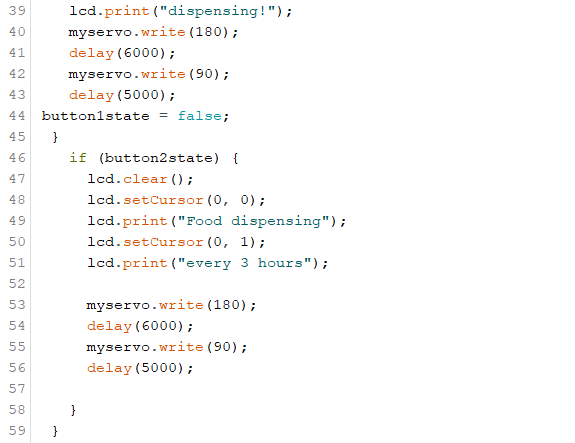 39 lcd.print("dispensing!");
40 myservo.write(180);
41 delay(6000);
42 myservo.write(90);
43 delay(5000);
44 button1state = false;
45 }
46 if (button2state) {
47 lcd.clear();
48 lcd.setCursor(0, 0);
49 lcd.print("Food dispensing");
50 lcd.setCursor(0, 1);
51 lcd.print("every 3 hours");
52
53 myservo.write(180);
54 delay(6000);
55 myservo.write(90);
56 delay(5000);
57
58 }
59 }